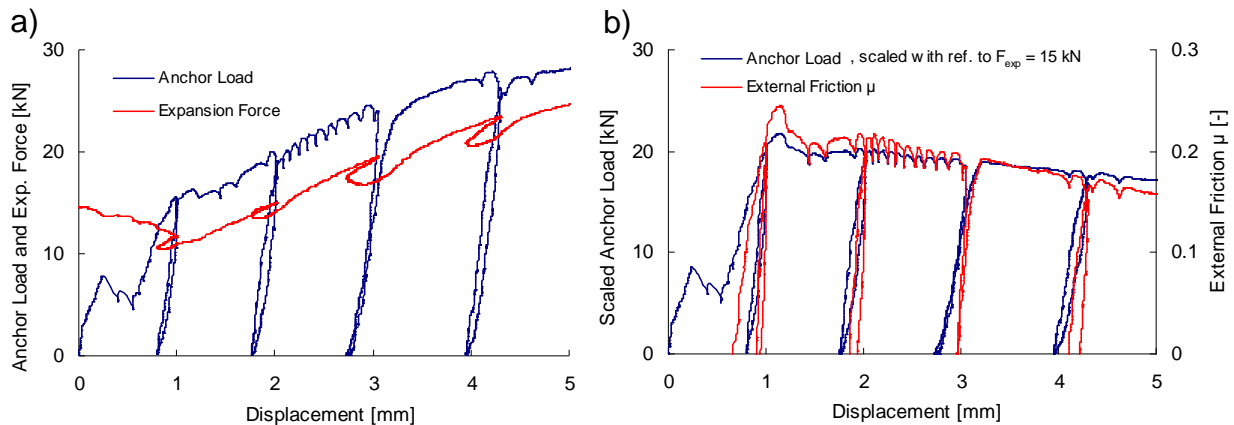 a)
Anchor Load and Exp. Force [kN]
30
20
10
0
0 1 2 3 4 5
Displacement [mm]
Anchor Load
Expansion Force
b)
Scaled Anchor Load [kN]
30
20
10
0
0 1 2 3 4 5
Displacement [mm]
Anchor Load , scaled with ref. to Fexp = 15 kN
External Friction μ
0.3
0.2
0.1
0
External Friction μ [-]